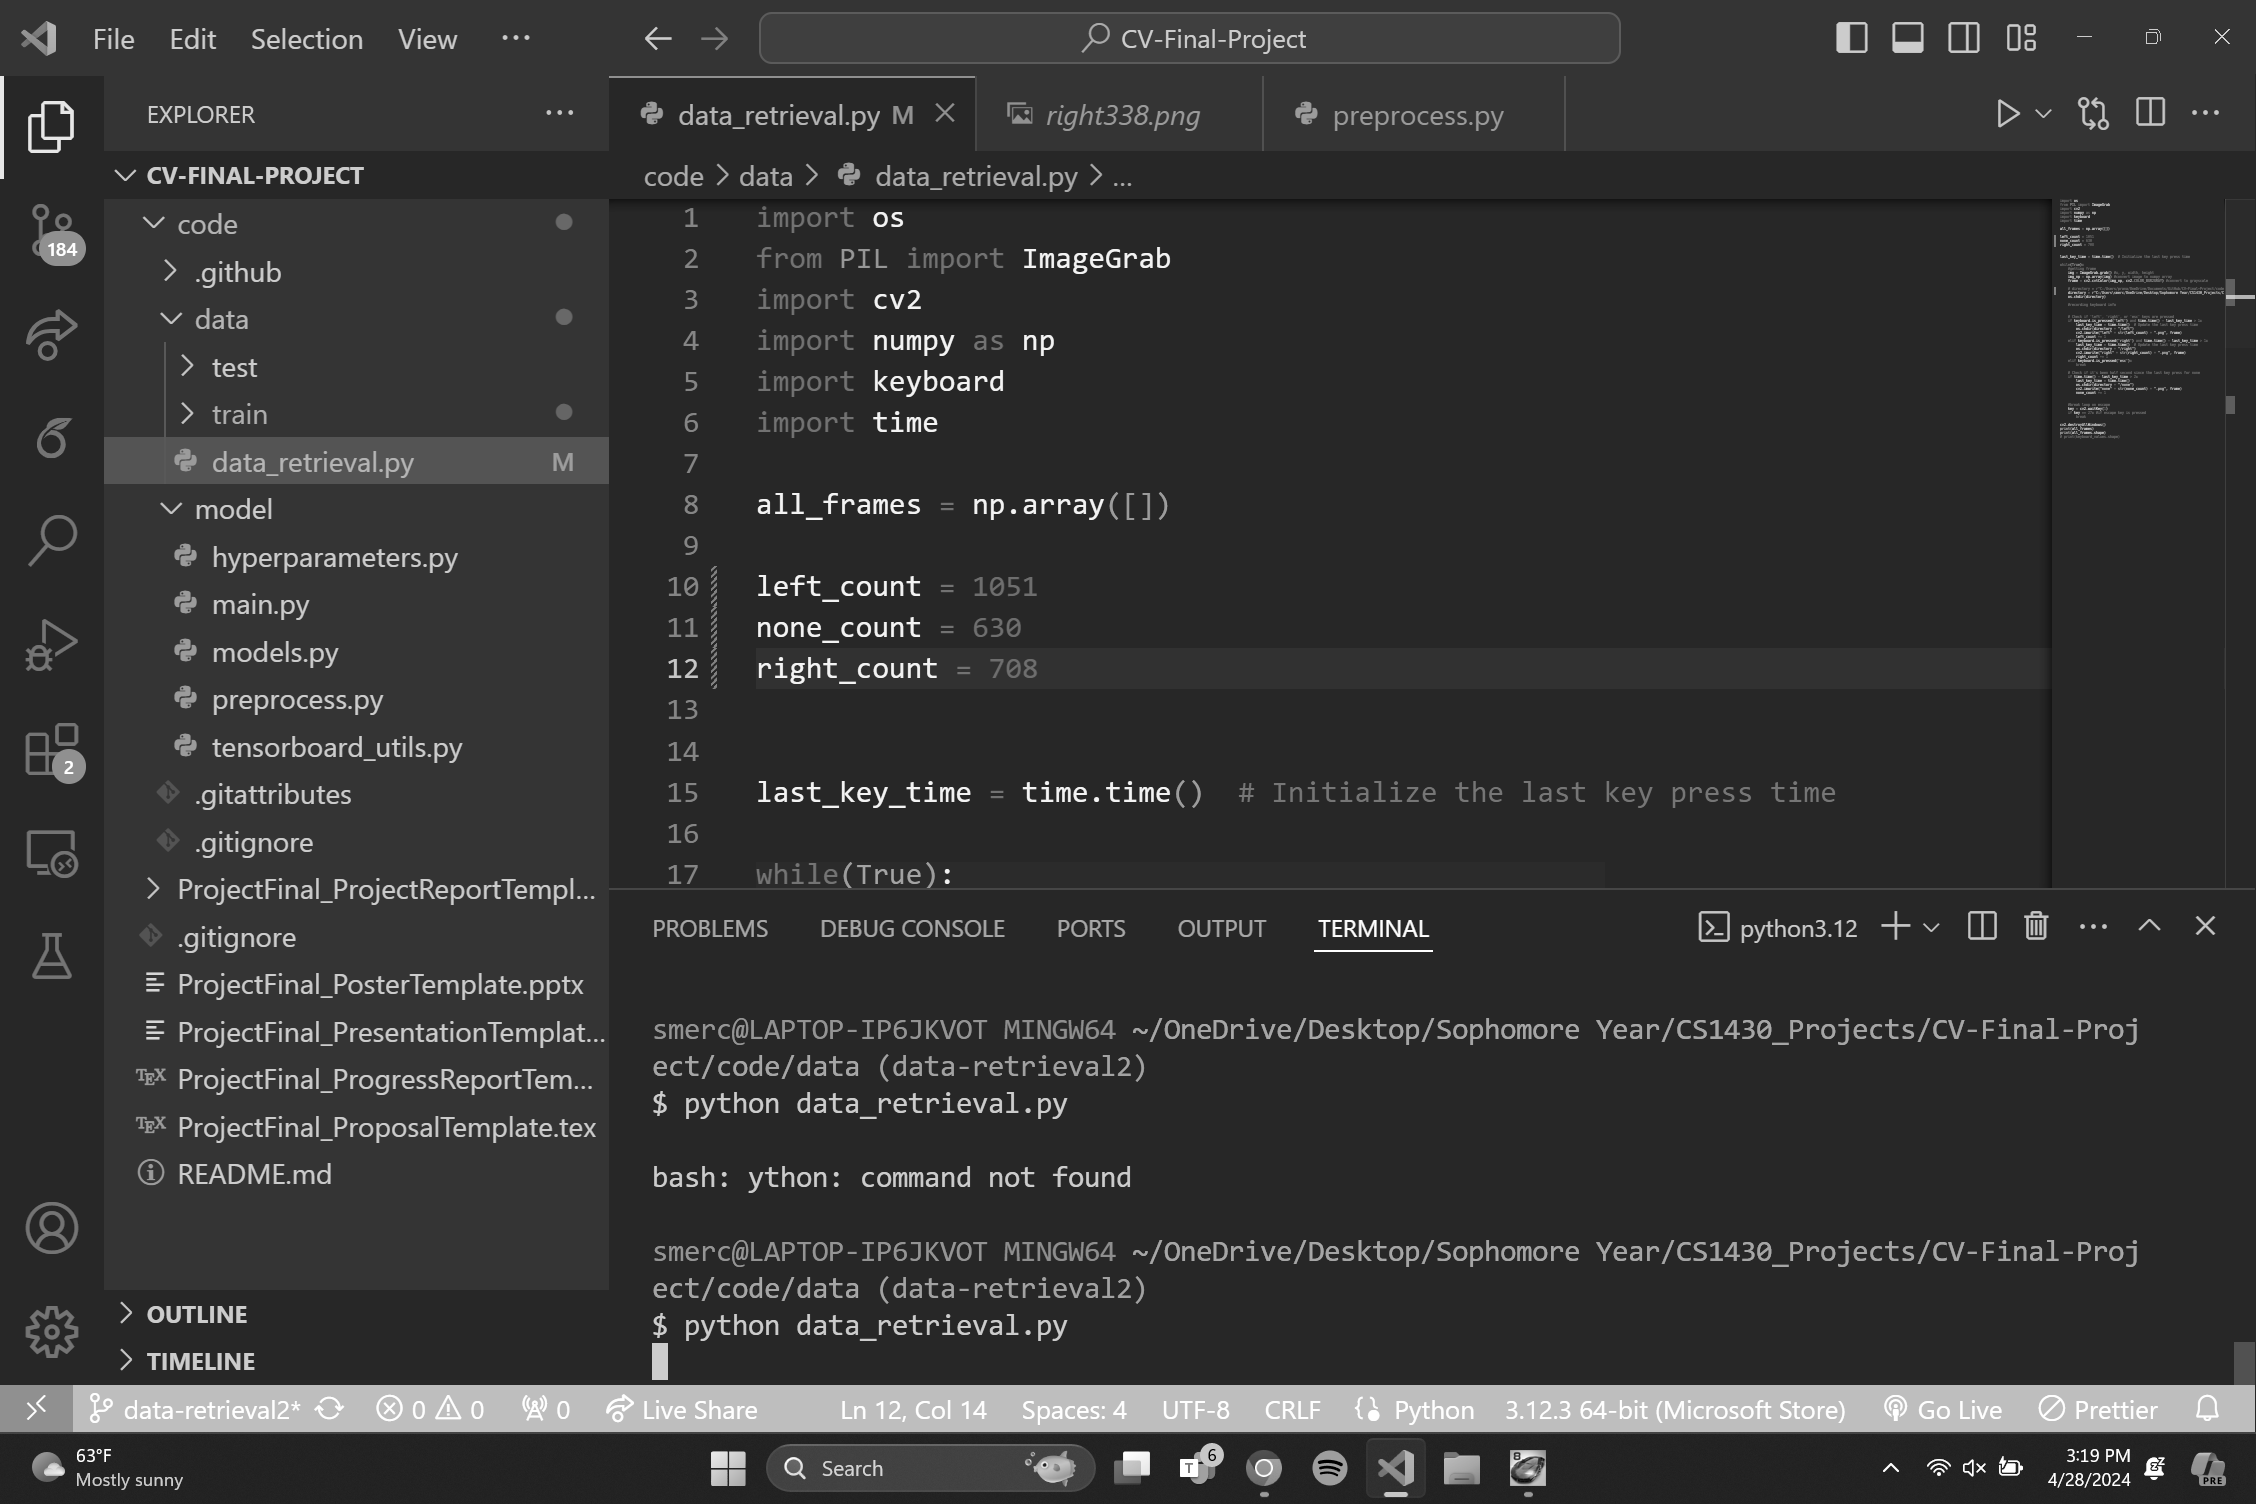 File Edit Selection View ...
CV-Final-Project
EXPLORER
CV-FINAL-PROJECT
code
.github
data
test
train
data_retrieval.py M
model
hyperparameters.py
main.py
models.py
preprocess.py
tensorboard_utils.py
.gitattributes
.gitignore
ProjectFinal_ProjectReportTempl...
.gitignore
ProjectFinal_PosterTemplate.pptx
ProjectFinal_PresentationTemplat...
TEX ProjectFinal_ProgressReportTem...
TEX ProjectFinal_ProposalTemplate.tex
README.md
OUTLINE
TIMELINE
184
2
data_retrieval.py M
right338.png
preprocess.py
code > data > data_retrieval.py > ...
1 import os
2 from PIL import ImageGrab
3 import cv2
4 import numpy as np
5 import keyboard
6 import time
7
8 all_frames = np.array([])
9
10 left_count = 1051
11 none_count = 630
12 right_count = 708
13
14
15 last_key_time = time.time()  # Initialize the last key press time
16
17 while(True):
PROBLEMS DEBUG CONSOLE PORTS OUTPUT TERMINAL
python3.12
smerc@LAPTOP-IP6JKVOT MINGW64 ~/OneDrive/Desktop/Sophomore Year/CS1430_Projects/CV-Final-Proj
ect/code/data (data-retrieval2)
$ python data_retrieval.py
bash: ython: command not found
smerc@LAPTOP-IP6JKVOT MINGW64 ~/OneDrive/Desktop/Sophomore Year/CS1430_Projects/CV-Final-Proj
ect/code/data (data-retrieval2)
$ python data_retrieval.py
data-retrieval2* 0 0 0 Live Share Ln 12, Col 14 Spaces: 4 UTF-8 CRLF Python 3.12.3 64-bit (Microsoft Store) Go Live Prettier
63°F
Mostly sunny
Search
T 6
8
3:19 PM
4/28/2024
PRE